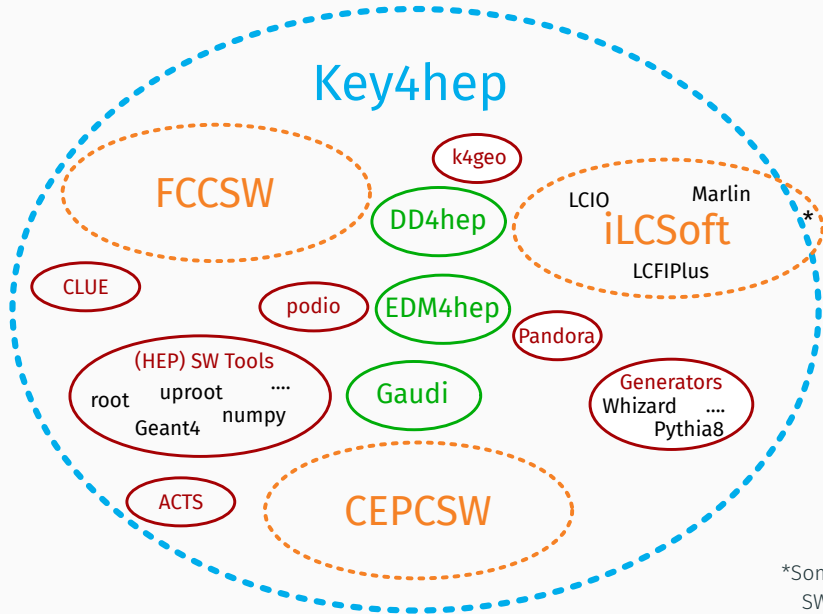 Key4hep
k4geo
FCCSW
DD4hep
LCIO
Marlin
*
iLCSoft
LCFIPlus
CLUE
podio
EDM4hep
Pandora
(HEP) SW Tools
root
uproot
....
Geant4
numpy
Gaudi
Generators
Whizard
....
Pythia8
ACTS
CEPCSW
SW